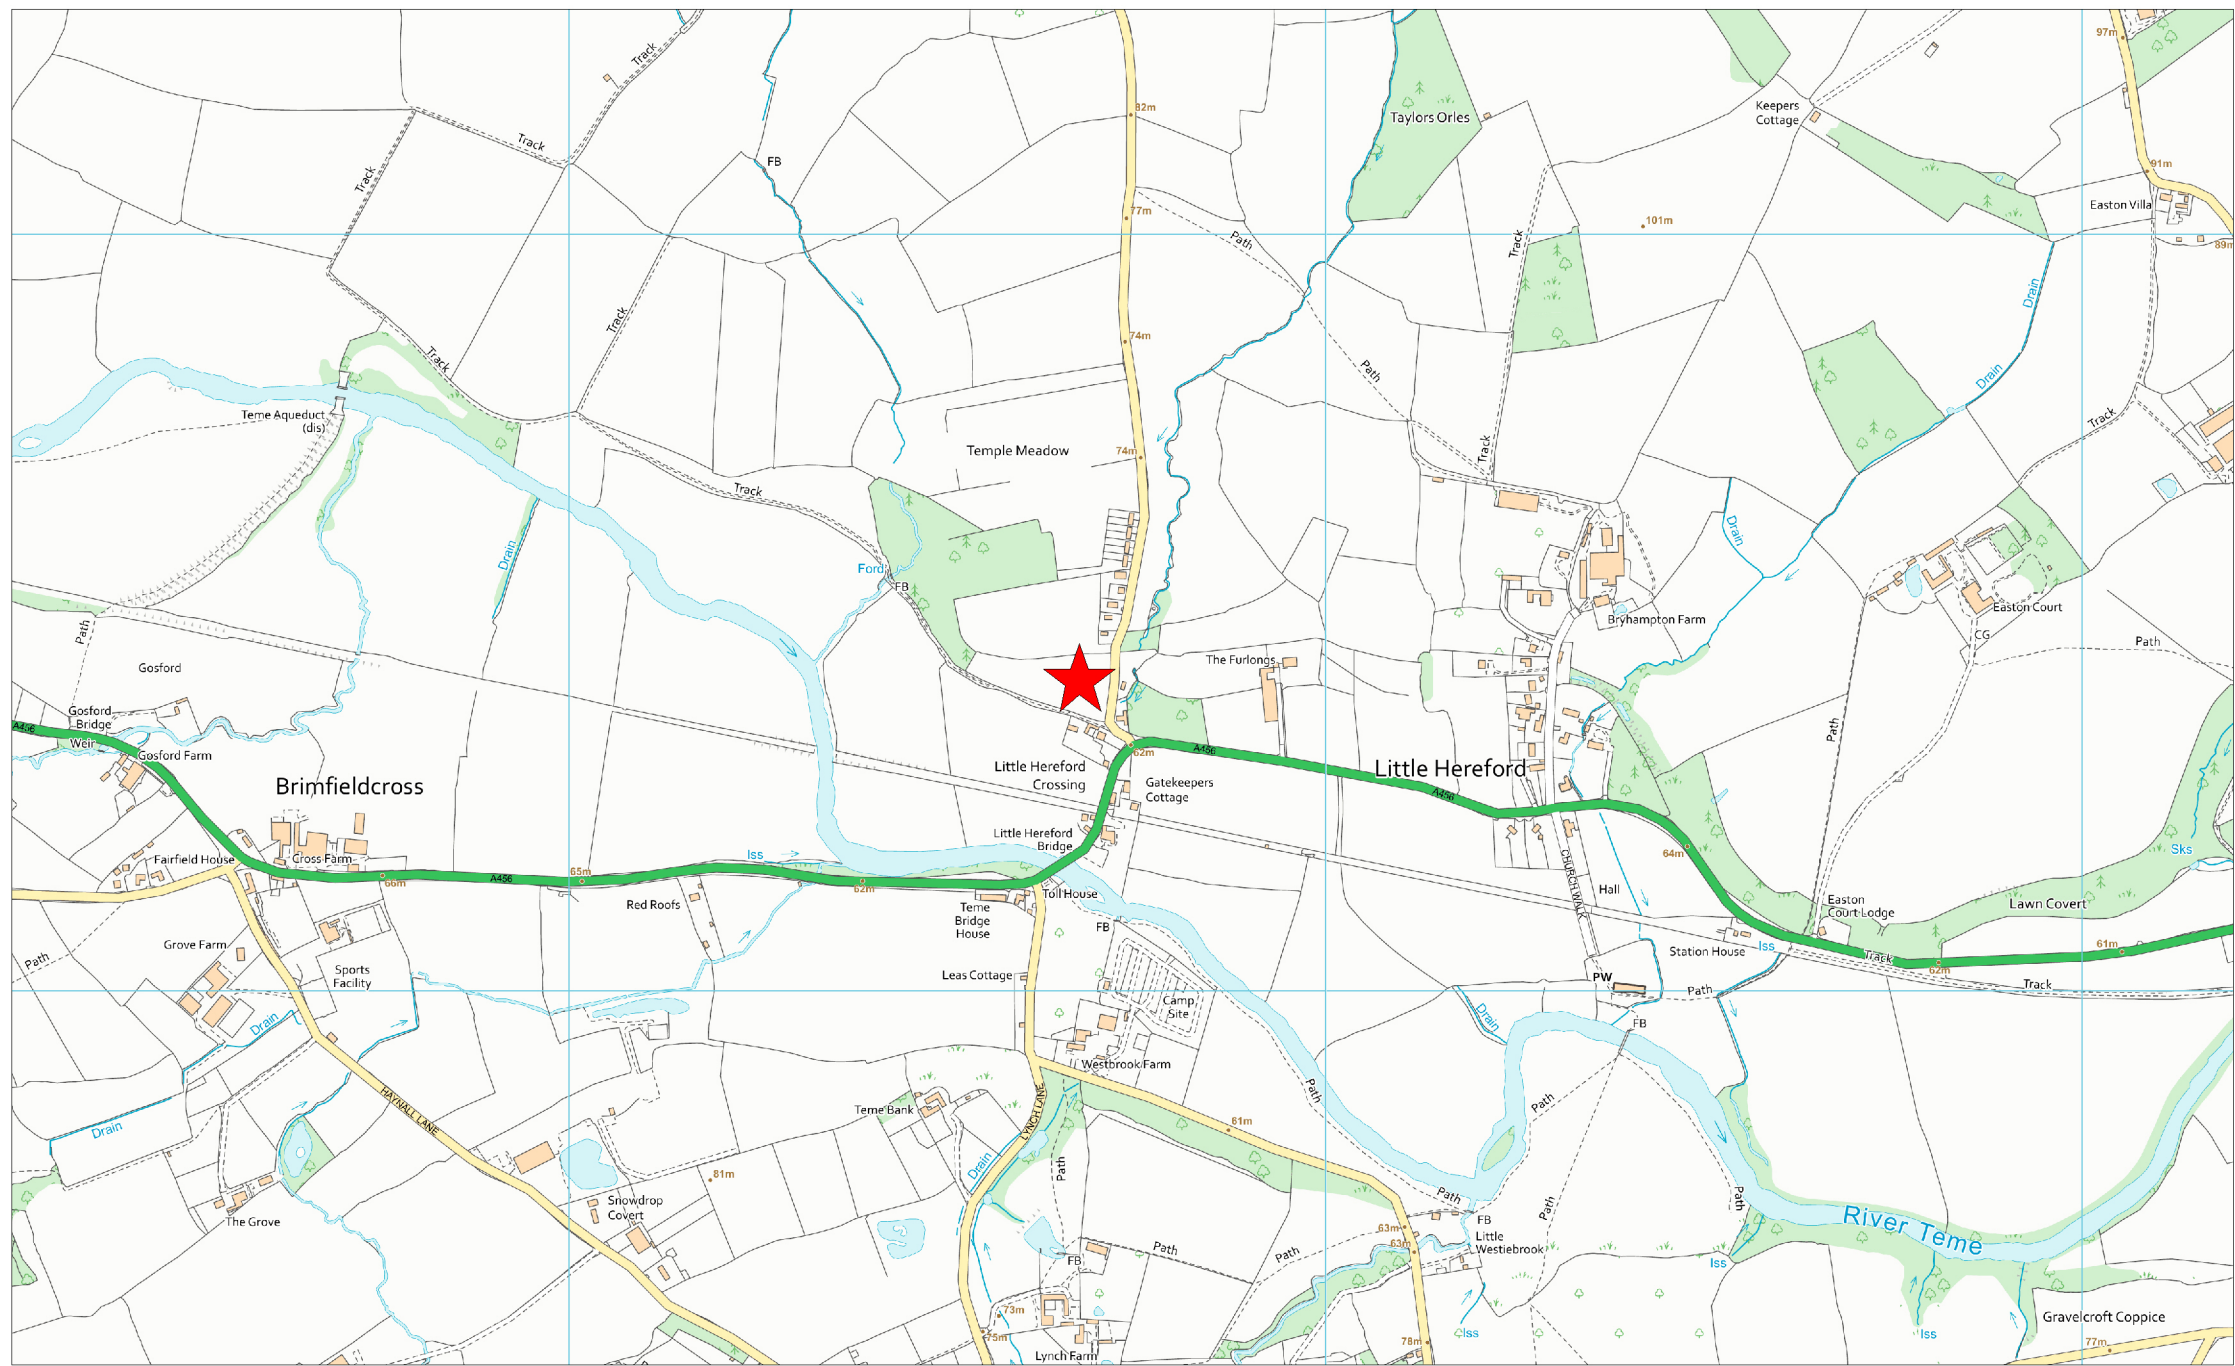 97m
Track
82m
Taylors Orles
Keepers
Cottage
Track
FB
91m
Track
Easton Villa
77m
101m
Path
Track
89m
Drain
Track
74m
Track
Path
Drain
Teme Aqueduct
(dis)
Track
Temple Meadow
74m
Track
Track
Drain
Drain
Ford
FB
Easton Court
Bryhampton Farm
Path
CG
Path
Gosford
The Furlongs
Gosford
Bridge
A456
Weir
Gosford Farm
Path
62m
A456
Little Hereford
Crossing
Little Hereford
Brimfieldcross
Gatekeepers
Cottage
A456
Little Hereford
Bridge
Iss
Fairfield House
Cross Farm
64m
Sks
65m
66m
A456
62m
CHURCH WALK
Hall
Toll House
Red Roofs
Teme
Bridge
House
Easton
Court Lodge
Lawn Covert
FB
Grove Farm
Path
Iss
Station House
61m
Track
62m
Sports
Facility
Leas Cottage
PW
Path
Track
Camp
Site
Drain
Drain
FB
Westbrook Farm
Path
HAYNALL LANE
Teme Bank
LYNCH LANE
Path
Drain
61m
Drain
Path
81m
Path
Path
Snowdrop
Covert
Path
The Grove
FB
63m
River Teme
63m
Little
Westiebrook
Path
Path
FB
Iss
73m
Gravelcroft Coppice
75m
Iss
Iss
78m
77m
Lynch Farm